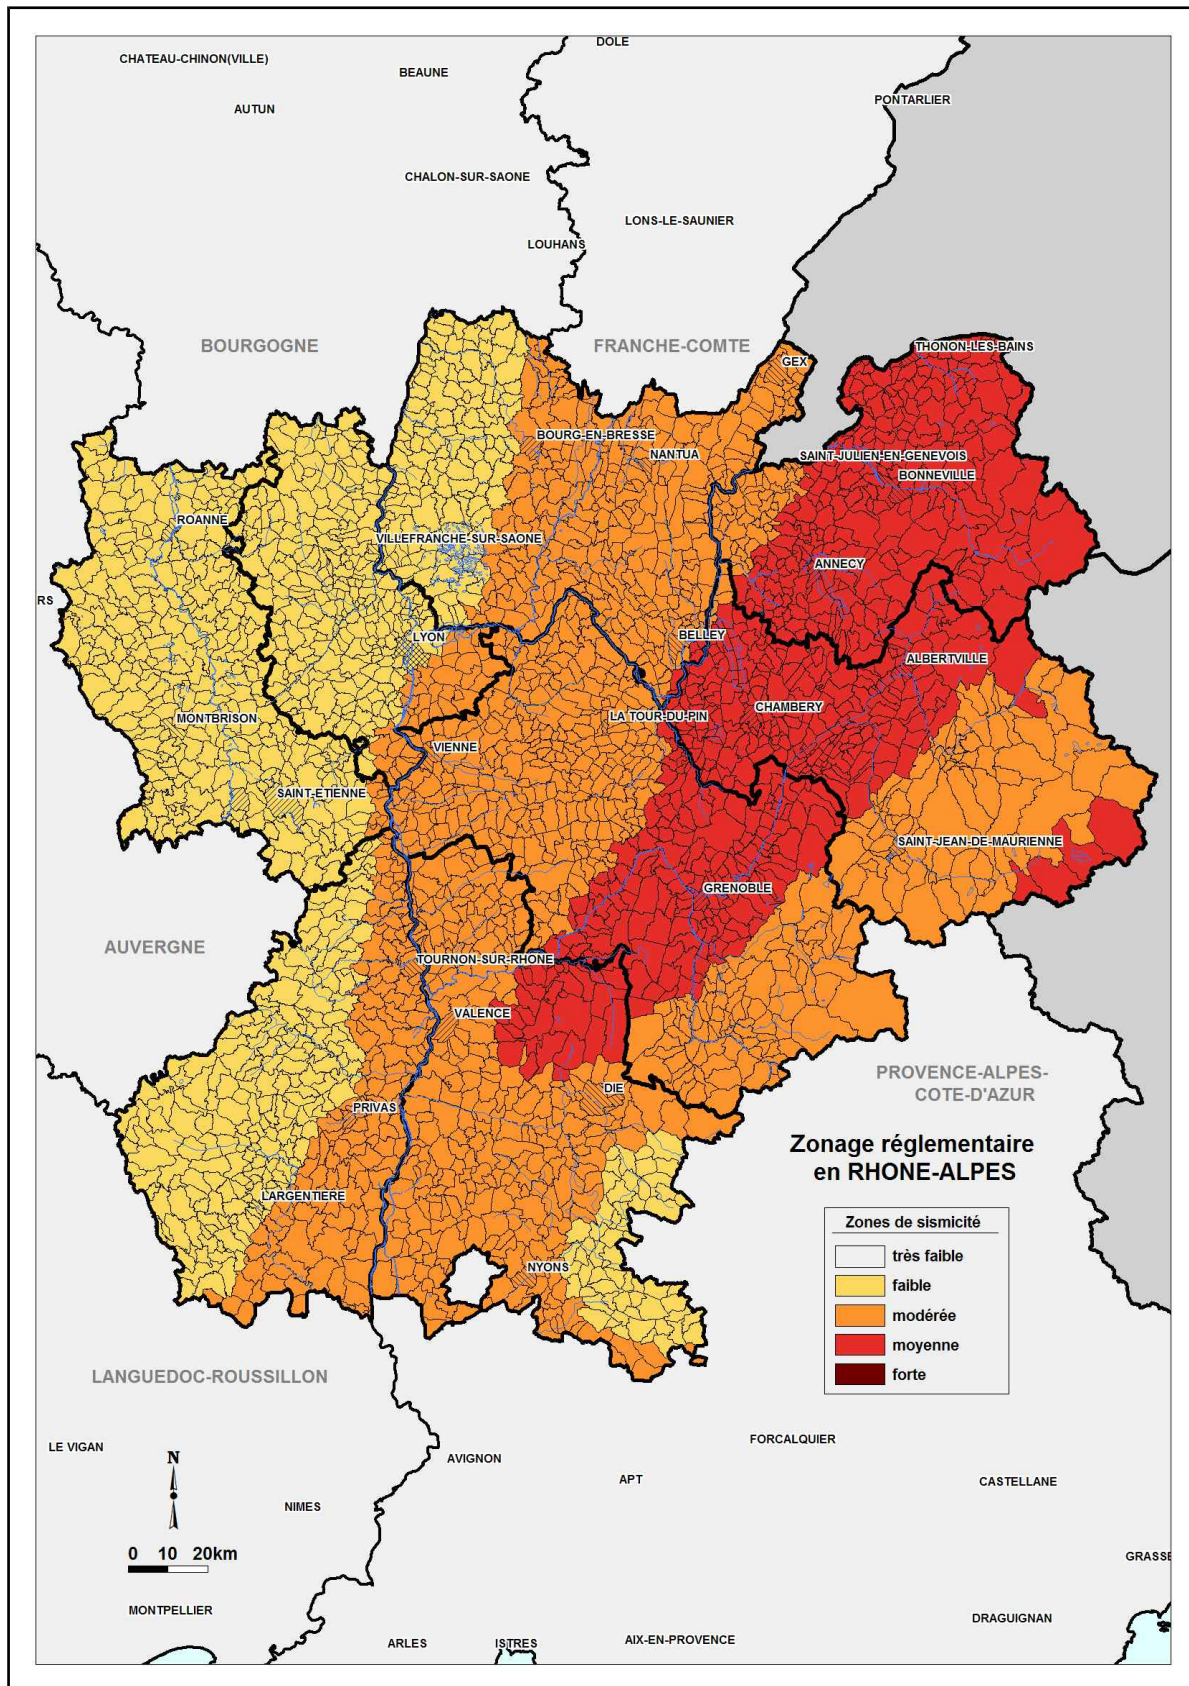 DOLE
CHATEAU-CHINON(VILLE)
BEAUNE
PONTARLIER
AUTUN
CHALON-SUR-SAONE
LONS-LE-SAUNIER
LOUHANS
BOURGOGNE
FRANCHE-COMTE
THONON-LES-BAINS
GEX
BOURG-EN-BRESSE
NANTUA
SAINT-JULIEN-EN-GENEVOIS
BONNEVILLE
ROANNE
VILLEFRANCHE-SUR-SAONE
ANNECY
RS
LYON
BELLEY
ALBERTVILLE
MONTBRISON
LA TOUR-DU-PIN
CHAMBERY
VIENNE
SAINT-ETIENNE
SAINT-JEAN-DE-MAURIENNE
GRENOBLE
AUVERGNE
TOURNON-SUR-RHONE
VALENCE
PROVENCE-ALPES-
COTE-D'AZUR
DIE
PRIVAS
Zonage réglementaire
en RHONE-ALPES
LARGENTIERE
Zones de sismicité
très faible
faible
modérée
moyenne
forte
NYONS
LANGUEDOC-ROUSSILLON
LE VIGAN
AVIGNON
FORCALQUIER
APT
CASTELLANE
N
NIMES
0 10 20km
GRASSE
MONTPELLIER
DRAGUIGNAN
ARLES
ISTRES
AIX-EN-PROVENCE